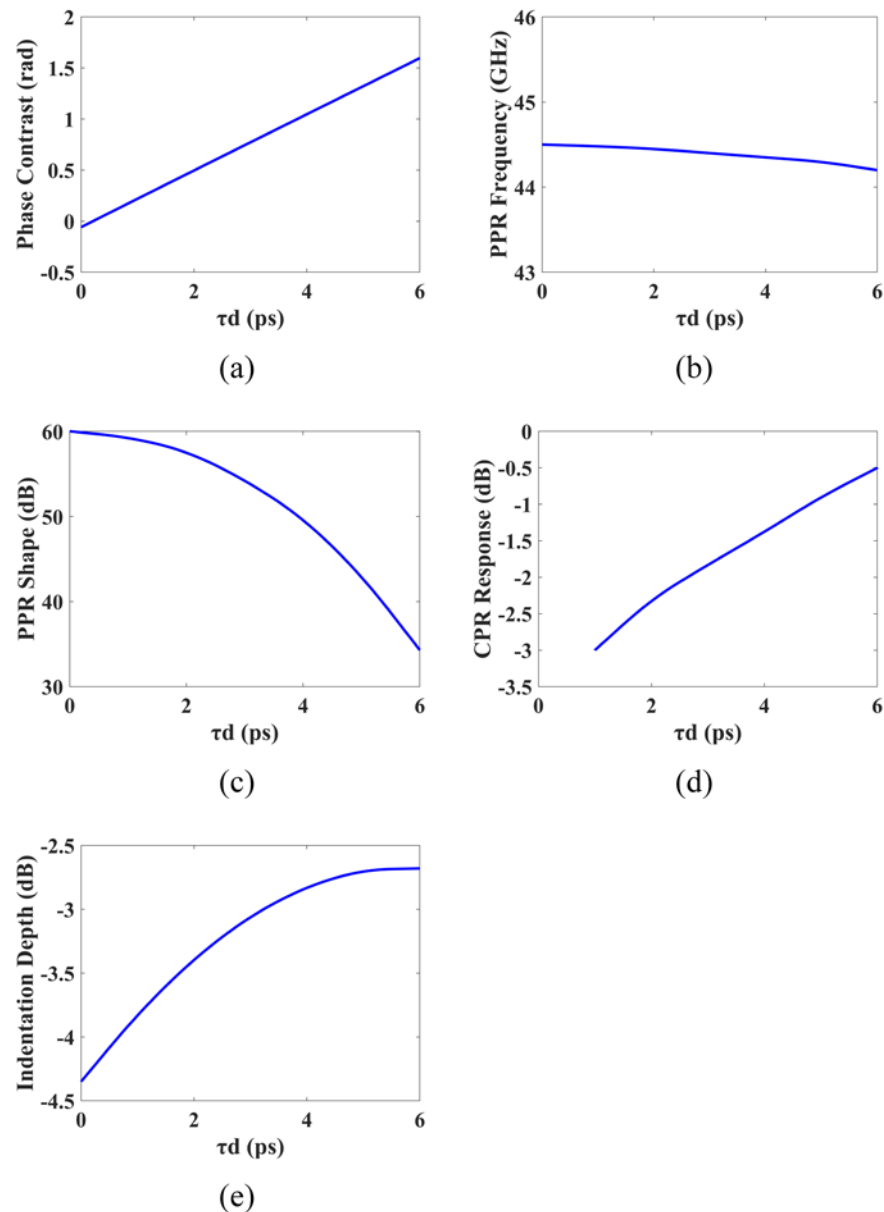 2
1.5
1
0.5
0
-0.5
Phase Contrast (rad)
0 2 4 6
τd (ps)
(a)
46
45
44
43
PPR Frequency (GHz)
0 2 4 6
τd (ps)
(b)
60
50
40
30
PPR Shape (dB)
0 2 4 6
τd (ps)
(c)
0
-0.5
-1
-1.5
-2
-2.5
-3
-3.5
CPR Response (dB)
0 2 4 6
τd (ps)
(d)
-2.5
-3
-3.5
-4
-4.5
Indentation Depth (dB)
0 2 4 6
τd (ps)
(e)